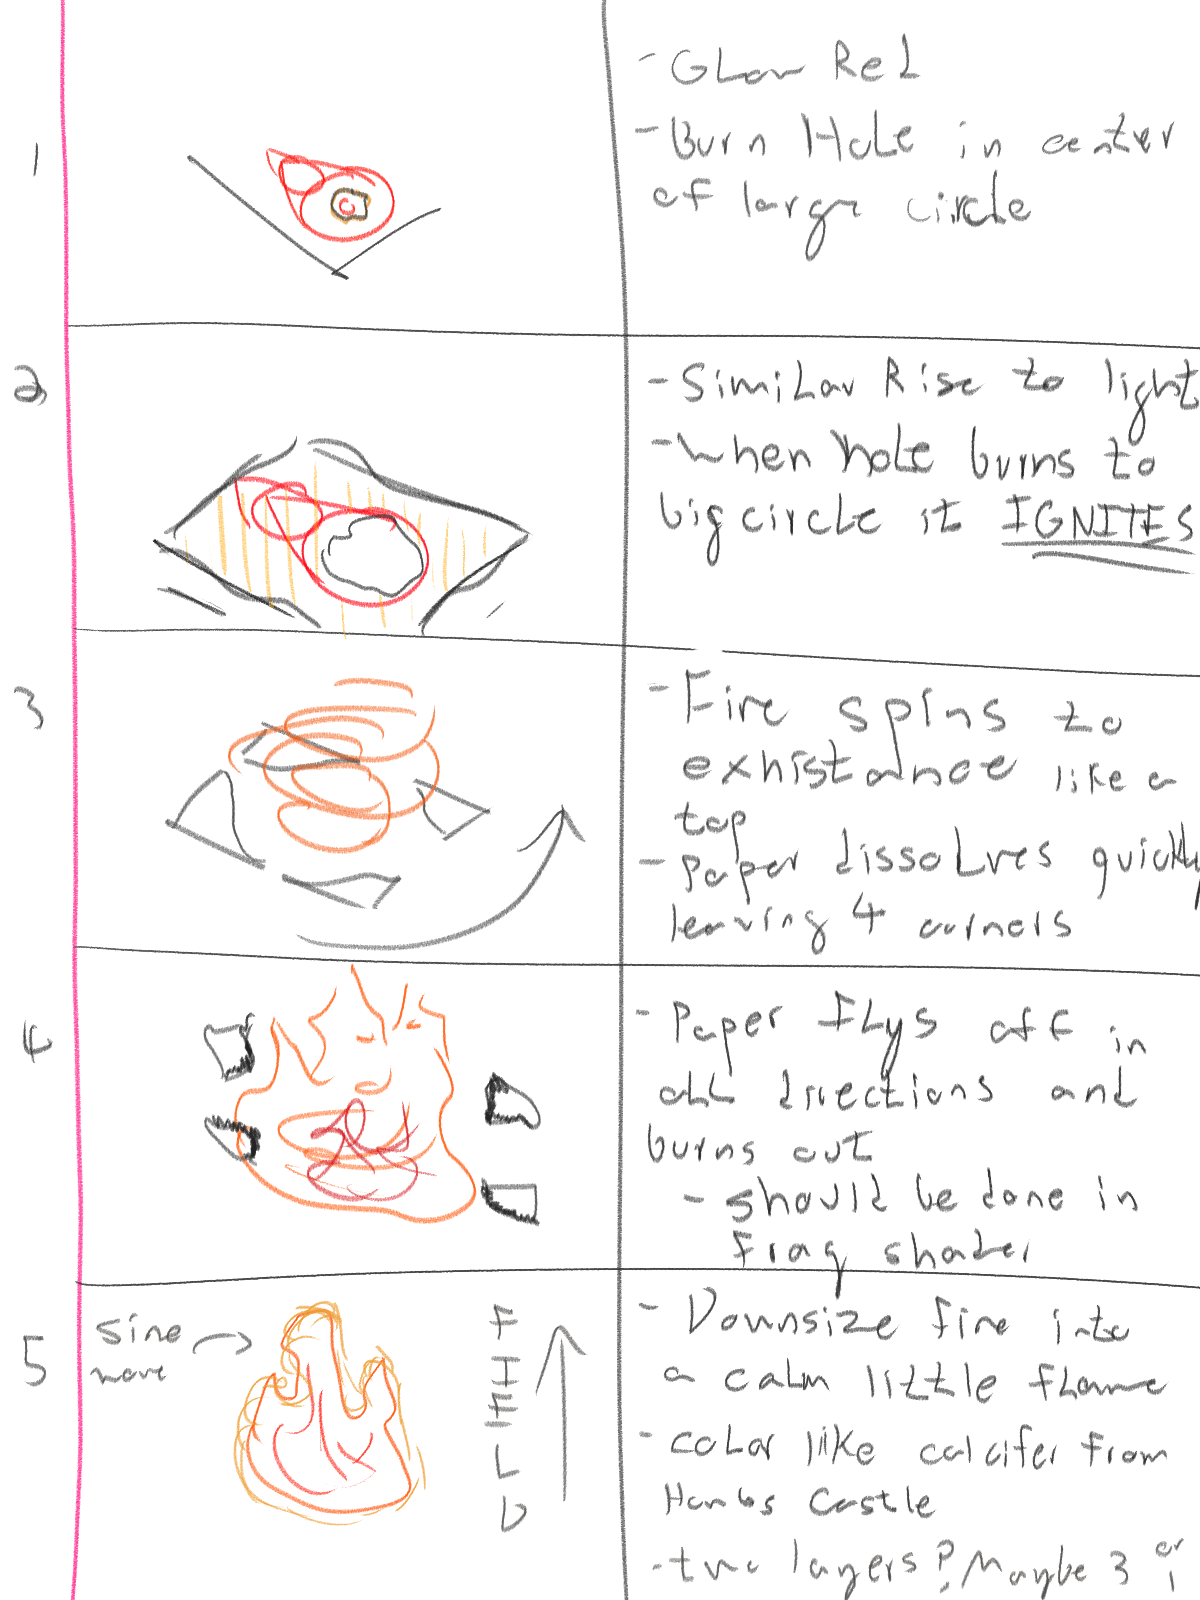 1
- Glow Red
- Burn Hole in center
of large circle
2
- Similar Rise to light
- When hole burns to
big circle it IGNITES
3
- Fire spins to
exhistance like a
top
- Paper dissolves quickly
leaving 4 corners
4
- Paper Flys off in
all directions and
burns out
- should be done in
frag shader
5
sine
wave
FIELD
- Downsize fire into
a calm little flame
- color like calcifer from
Howls Castle
- two layers? Maybe 3 or
1